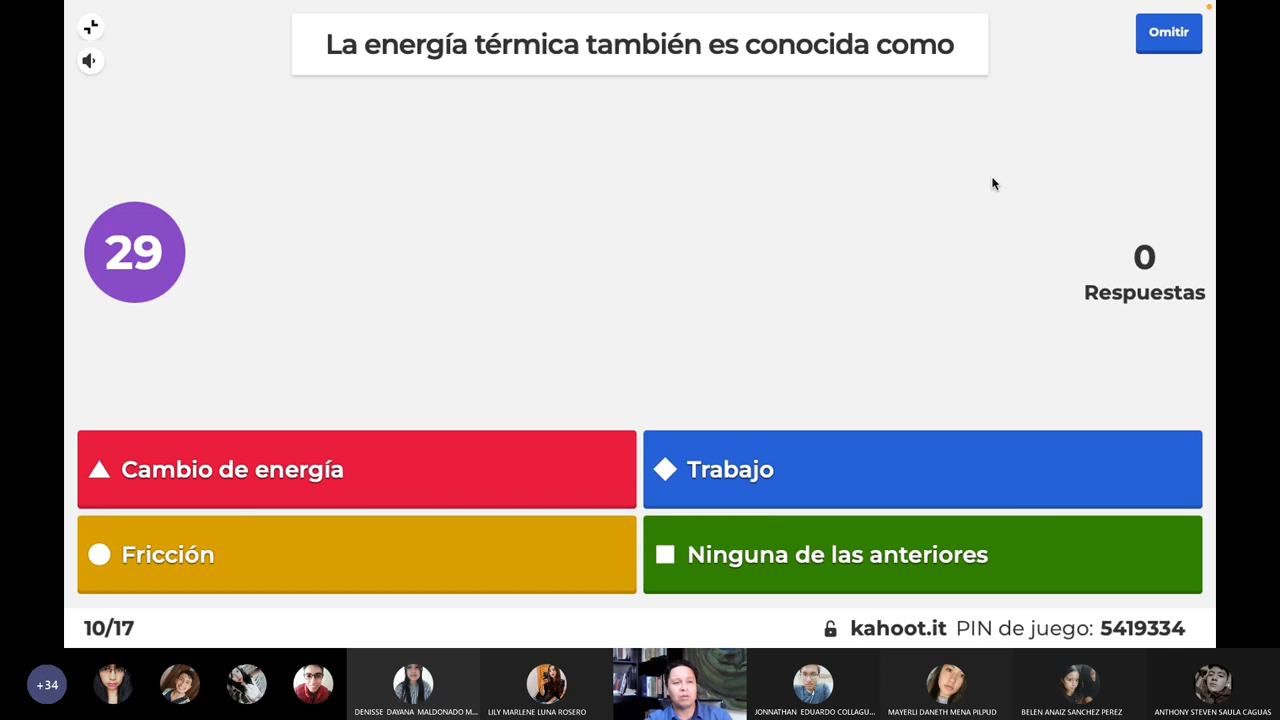 La energía térmica también es conocida como
Omitir
29
0
Respuestas
Cambio de energía
Trabajo
Fricción
Ninguna de las anteriores
10/17
kahoot.it PIN de juego: 5419334
+34
DENISSE DAYANA MALDONADO M...
LILY MARLENE LUNA ROSERO
JONNATHAN EDUARDO COLLAGU...
MAYERLI DANETH MENA PILPUD
BELEN ANAIZ SANCHEZ PEREZ
ANTHONY STEVEN SAULA CAGUAS